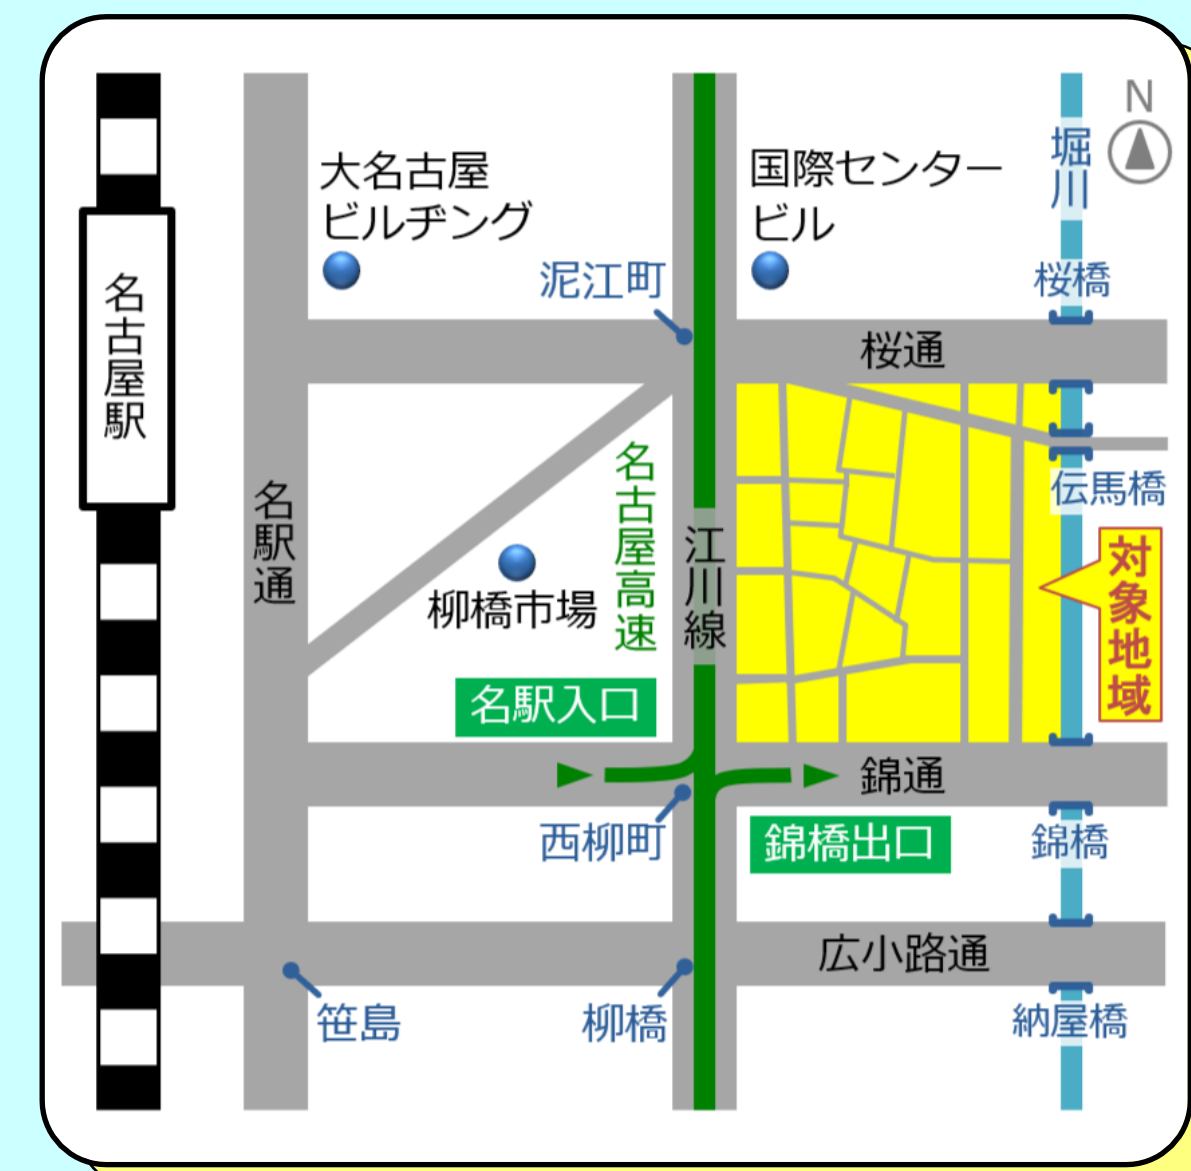 N
大名古屋
ビルヂング
国際センター
ビル
堀川
泥江町
桜橋
名古屋駅
桜通
名古屋高速
伝馬橋
名駅通
江川線
対象地域
柳橋市場
名駅入口
錦通
西柳町
錦橋出口
錦橋
広小路通
笹島
柳橋
納屋橋